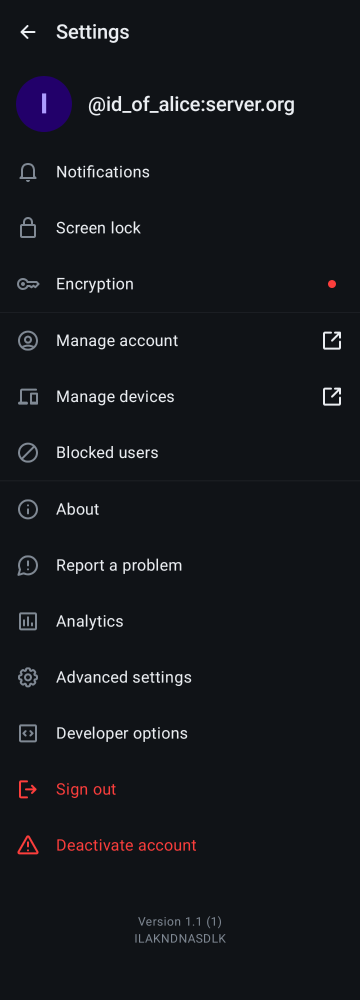 Settings
I
@id_of_alice:server.org
Notifications
Screen lock
Encryption
Manage account
Manage devices
Blocked users
About
Report a problem
Analytics
Advanced settings
Developer options
Sign out
Deactivate account
Version 1.1 (1)
ILAKNDNASDLK